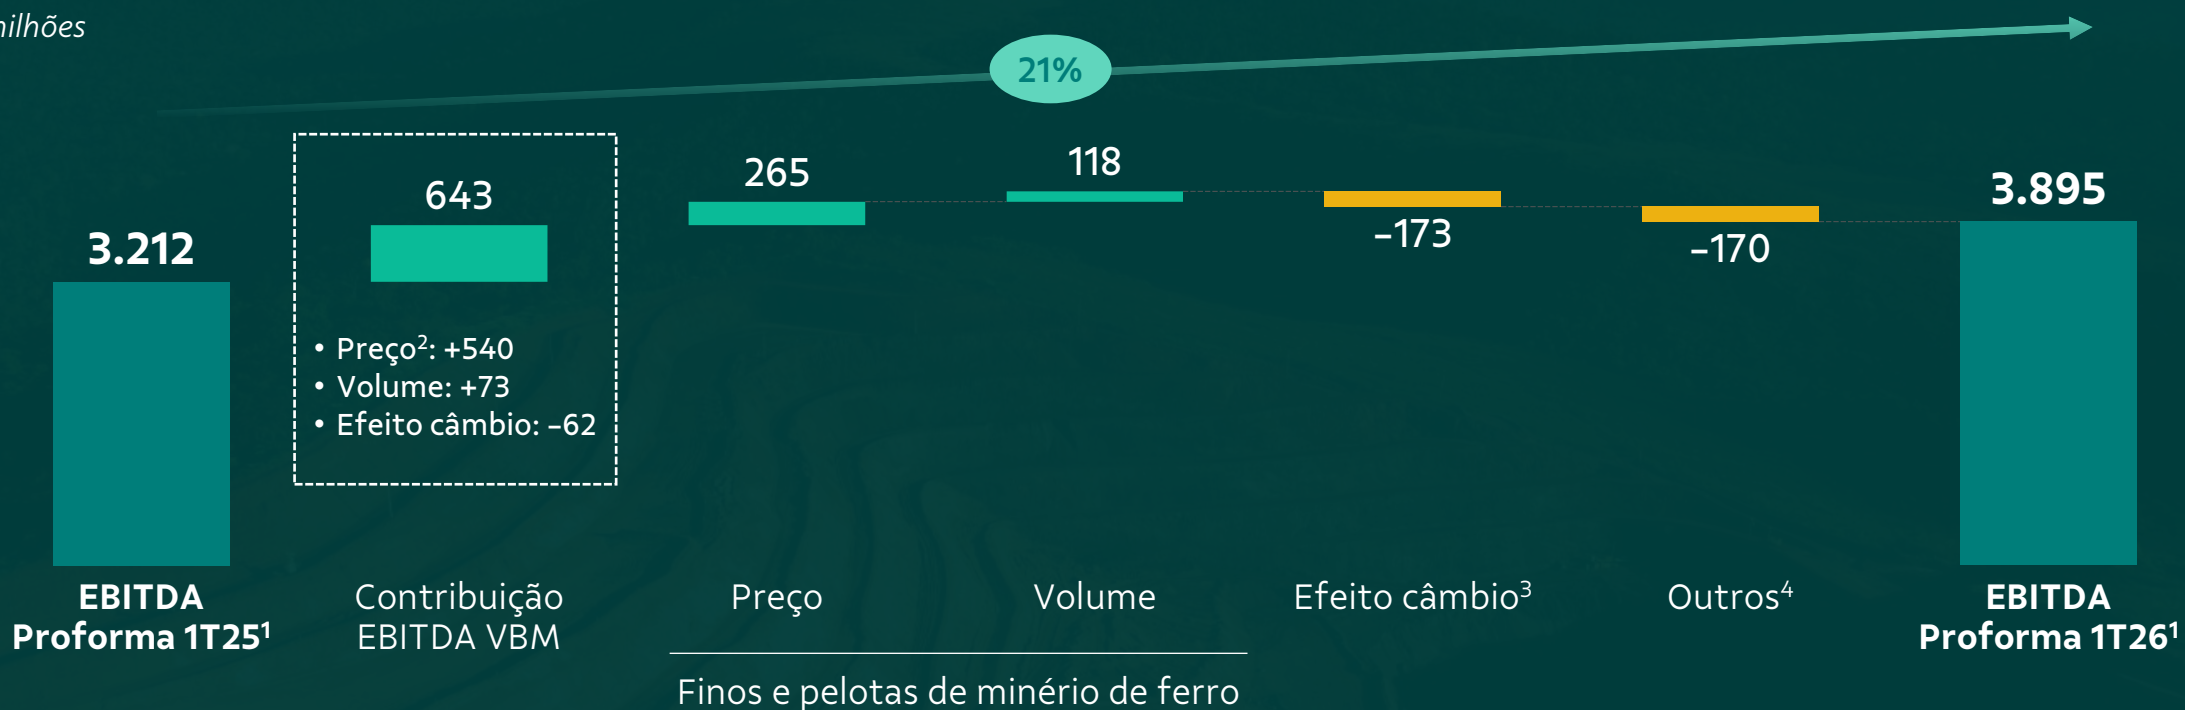 milhões
21%
3.212
643
265
118
–173
–170
3.895
• Preço²: +540
• Volume: +73
• Efeito câmbio: –62
EBITDA
Proforma 1T25¹
Contribuição
EBITDA VBM
Preço
Volume
Efeito câmbio³
Outros⁴
EBITDA
Proforma 1T26¹
Finos e pelotas de minério de ferro